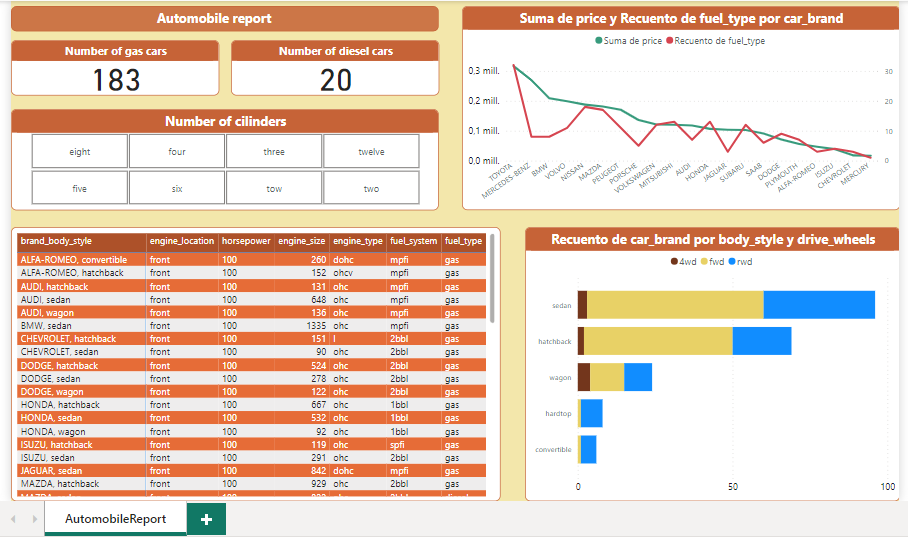 Automobile report
Number of gas cars
183
Number of diesel cars
20
Number of cilinders
eight four three twelve
five six tow two
Suma de price y Recuento de fuel_type por car_brand
Suma de price Recuento de fuel_type
0.3 mill. 30
0.2 mill. 20
0.1 mill. 10
0.0 mill. 0
TOYOTA MERCEDES-BENZ BMW VOLVO NISSAN MAZDA PEUGEOT PORSCHE VOLKSWAGEN MITSUBISHI AUDI HONDA JAGUAR SUBARU SAAB DODGE PLYMOUTH ALFA-ROMEO ISUZU CHEVROLET MERCURY
brand_body_style engine_location horsepower engine_size engine_type fuel_system fuel_type
ALFA-ROMEO, convertible front 100 260 dohc mpfi gas
ALFA-ROMEO, hatchback front 100 152 ohcv mpfi gas
AUDI, hatchback front 100 131 ohc mpfi gas
AUDI, sedan front 100 648 ohc mpfi gas
AUDI, wagon front 100 136 ohc mpfi gas
BMW, sedan front 100 1335 ohc mpfi gas
CHEVROLET, hatchback front 100 151 l 2bbl gas
CHEVROLET, sedan front 100 90 ohc 2bbl gas
DODGE, hatchback front 100 524 ohc 2bbl gas
DODGE, sedan front 100 278 ohc 2bbl gas
DODGE, wagon front 100 122 ohc 2bbl gas
HONDA, hatchback front 100 667 ohc 1bbl gas
HONDA, sedan front 100 532 ohc 1bbl gas
HONDA, wagon front 100 92 ohc 1bbl gas
ISUZU, hatchback front 100 119 ohc spfi gas
ISUZU, sedan front 100 291 ohc 2bbl gas
JAGUAR, sedan front 100 842 dohc mpfi gas
MAZDA, hatchback front 100 929 ohc 2bbl gas
Recuento de car_brand por body_style y drive_wheels
4wd fwd rwd
sedan
hatchback
wagon
hardtop
convertible
0 50 100
AutomobileReport